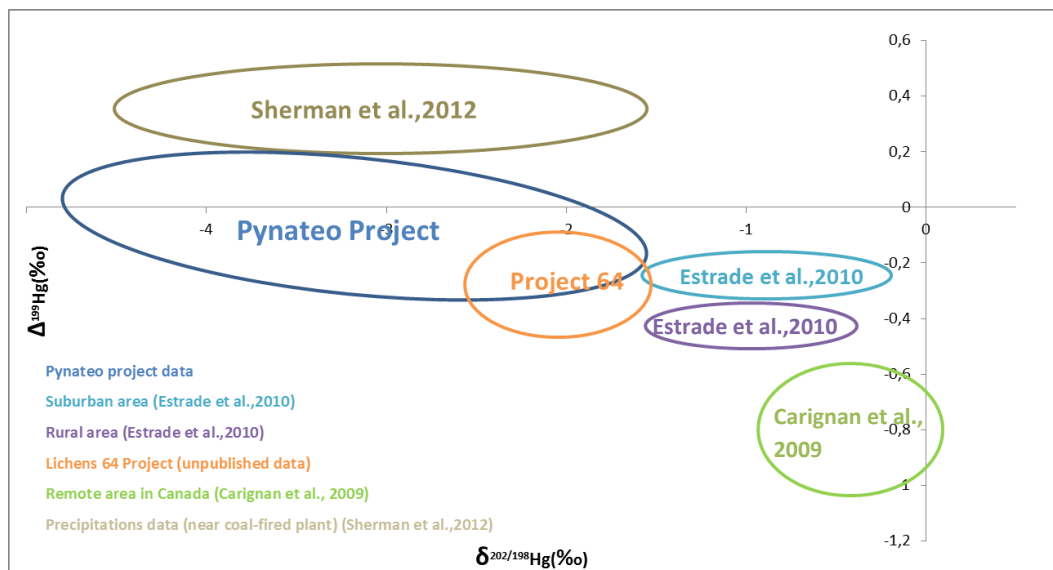 0,6
0,4
Sherman et al.,2012
0,2
0
-4
-3
-2
-1
0
Pynateo Project
-0,2
Project 64
Estrade et al.,2010
Δ¹⁹⁹Hg(‰)
-0,4
Estrade et al.,2010
-0,6
Pynateo project data
Suburban area (Estrade et al.,2010)
Carignan et al.,
-0,8
2009
Rural area (Estrade et al.,2010)
Lichens 64 Project (unpublished data)
-1
Remote area in Canada (Carignan et al., 2009)
Precipitations data (near coal-fired plant) (Sherman et al.,2012)
-1,2
δ²⁰²/¹⁹⁸Hg(‰)